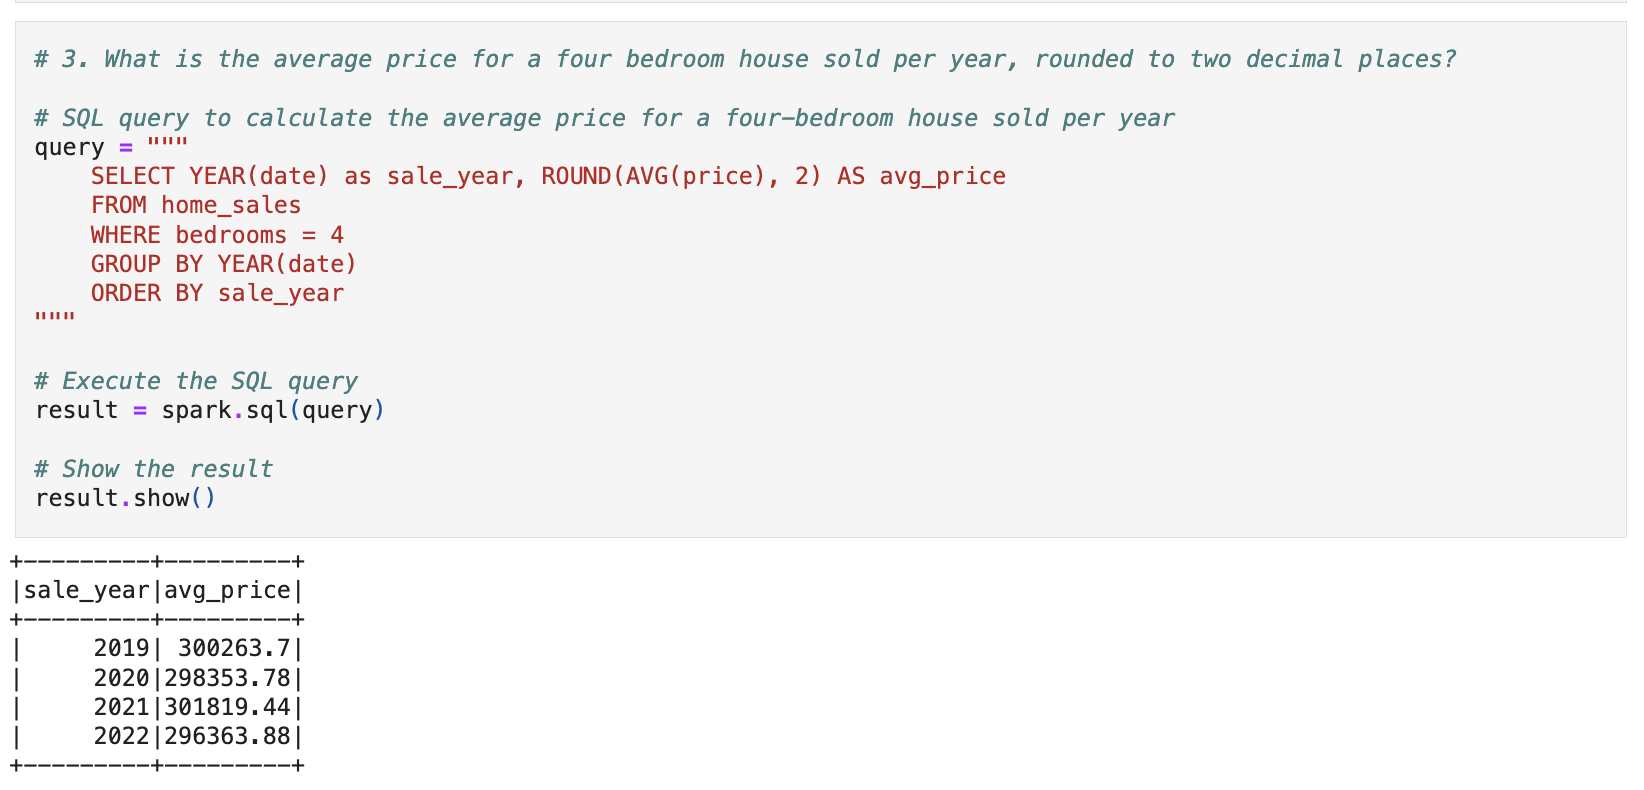 # 3. What is the average price for a four bedroom house sold per year, rounded to two decimal places?
# SQL query to calculate the average price for a four-bedroom house sold per year
query = """
    SELECT YEAR(date) as sale_year, ROUND(AVG(price), 2) AS avg_price
    FROM home_sales
    WHERE bedrooms = 4
    GROUP BY YEAR(date)
    ORDER BY sale_year
"""
# Execute the SQL query
result = spark.sql(query)
# Show the result
result.show()
+---------+---------+
|sale_year|avg_price|
+---------+---------+
|     2019| 300263.7|
|     2020|298353.78|
|     2021|301819.44|
|     2022|296363.88|
+---------+---------+